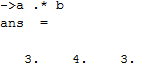 ->a .* b
ans  =
3.    4.    3.